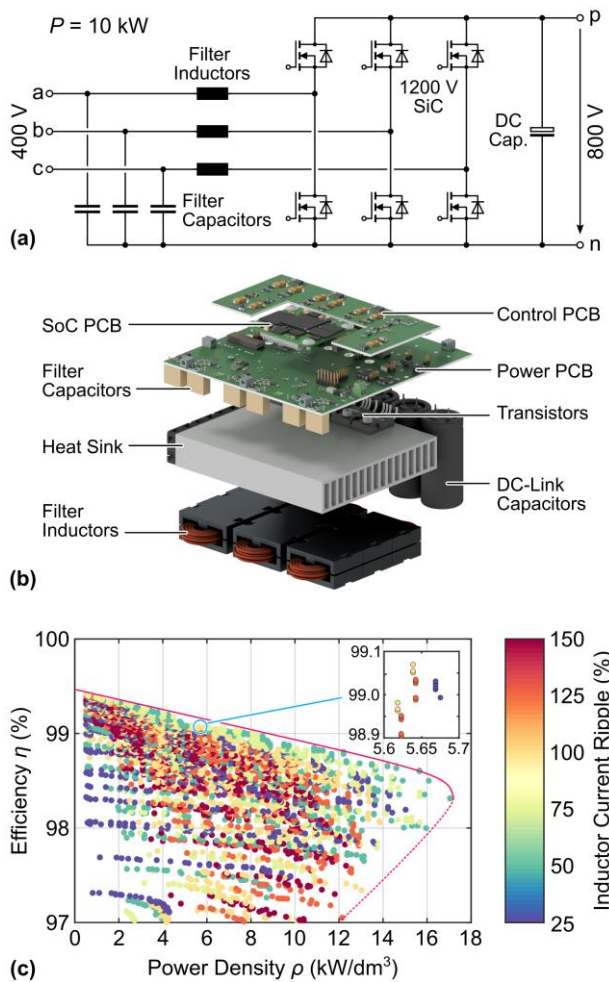 P = 10 kW
Filter
Inductors
p
a
b
c
400 V
1200 V
SiC
DC
Cap.
800 V
Filter
Capacitors
n
(a)
SoC PCB
Control PCB
Filter
Capacitors
Power PCB
Transistors
Heat Sink
DC-Link
Capacitors
Filter
Inductors
(b)
100
99
98
97
Efficiency η (%)
0 2 4 6 8 10 12 14 16 18
Power Density ρ (kW/dm³)
99.1
99.0
98.9
5.6 5.65 5.7
150
125
100
75
50
25
Inductor Current Ripple (%)
(c)